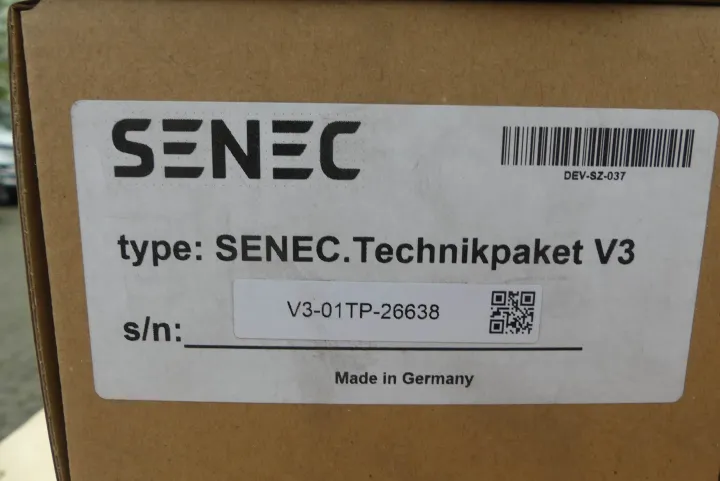 SENEC
DEV-SZ-037
type: SENEC.Technikpaket V3
V3-01TP-26638
s/n:
Made in Germany